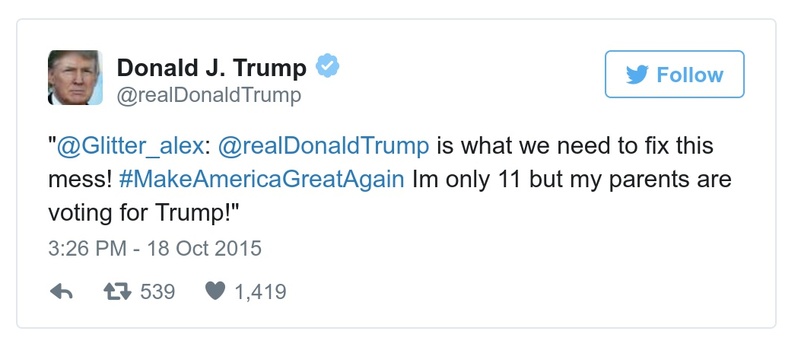 Donald J. Trump
@realDonaldTrump
Follow
"@Glitter_alex: @realDonaldTrump is what we need to fix this
mess! #MakeAmericaGreatAgain Im only 11 but my parents are
voting for Trump!"
3:26 PM - 18 Oct 2015
539 1,419